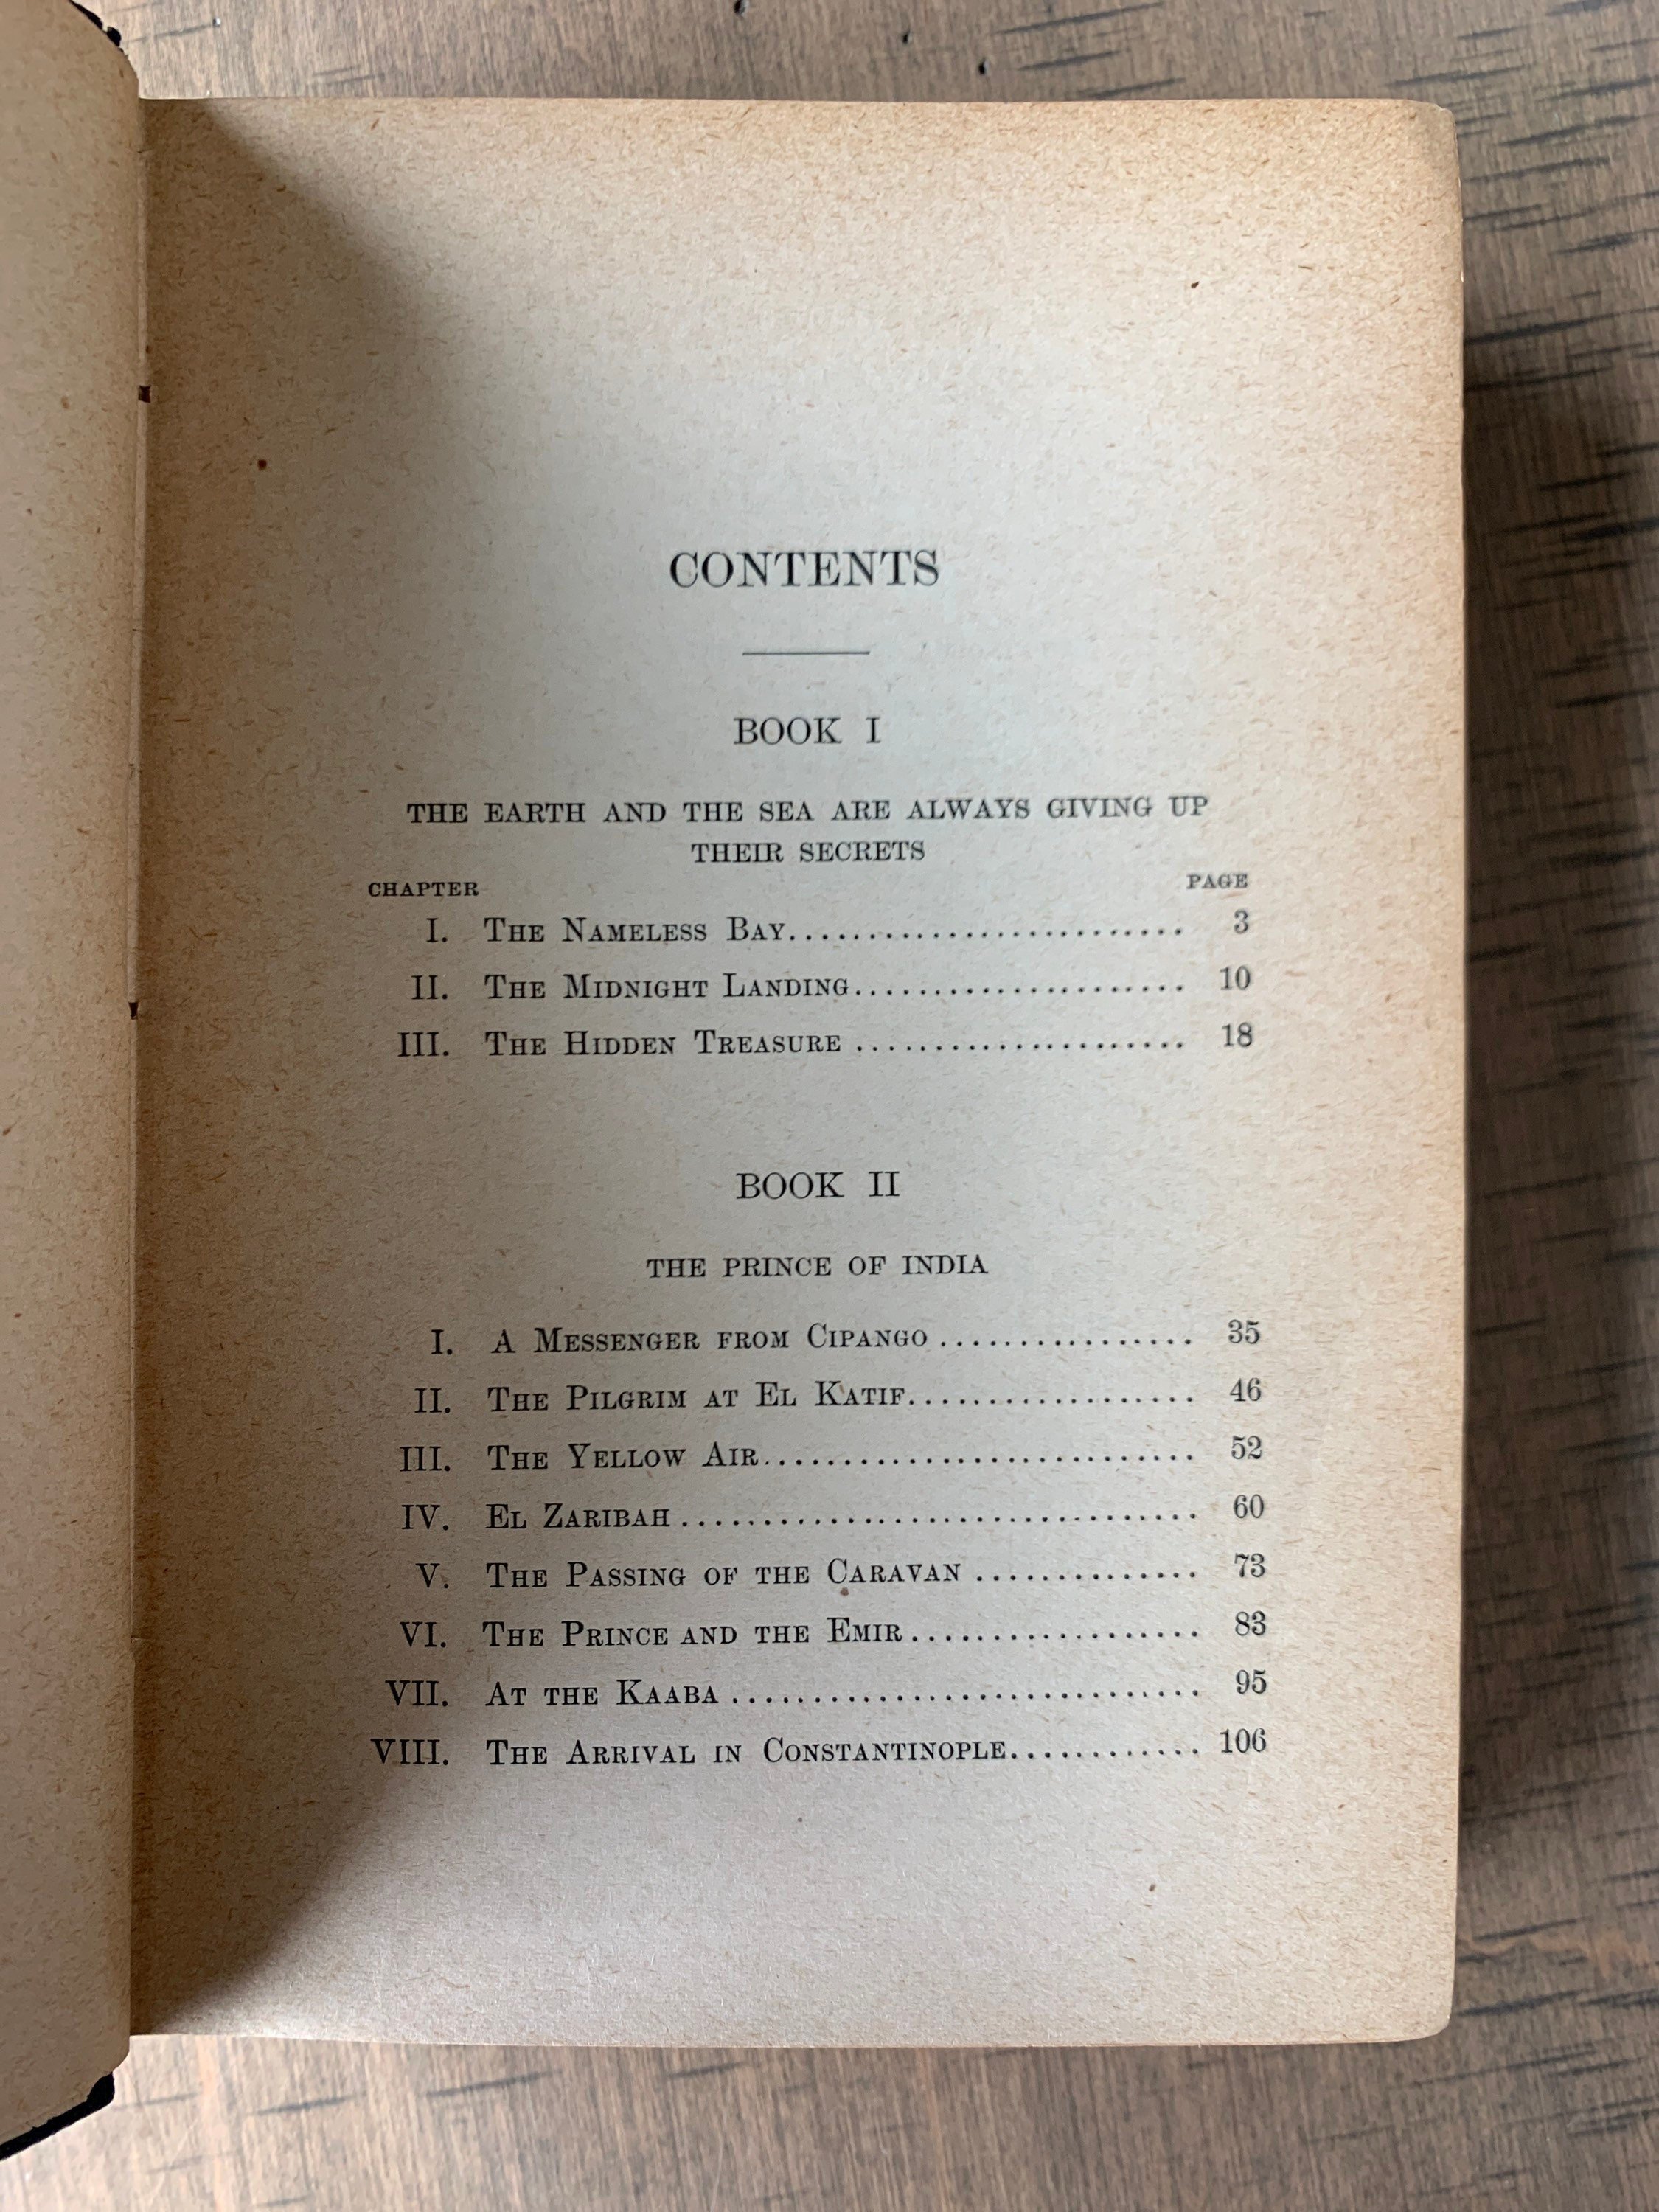 CONTENTS
BOOK I
THE EARTH AND THE SEA ARE ALWAYS GIVING UP
THEIR SECRETS
CHAPTER PAGE
I. THE NAMELESS BAY......................... 3
II. THE MIDNIGHT LANDING..................... 10
III. THE HIDDEN TREASURE ..................... 18
BOOK II
THE PRINCE OF INDIA
I. A MESSENGER FROM CIPANGO ................ 35
II. THE PILGRIM AT EL KATIF.................. 46
III. THE YELLOW AIR........................... 52
IV. EL ZARIBAH ................................ 60
V. THE PASSING OF THE CARAVAN .............. 73
VI. THE PRINCE AND THE EMIR.................. 83
VII. AT THE KAABA ............................. 95
VIII. THE ARRIVAL IN CONSTANTINOPLE............ 106